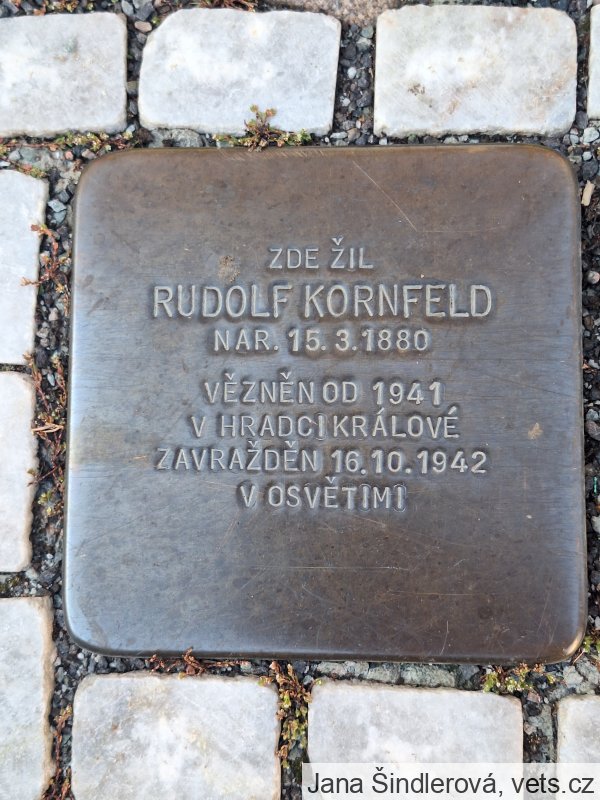 ZDE ŽIL
RUDOLF KORNFELD
NAR. 15. 3.1880
VĚZNĚN OD 1941
V HRADCI KRÁLOVÉ
ZAVRAŽDĚN 16.10.1942
V OSVĚTIMI
Jana Šindlerová, vets.cz